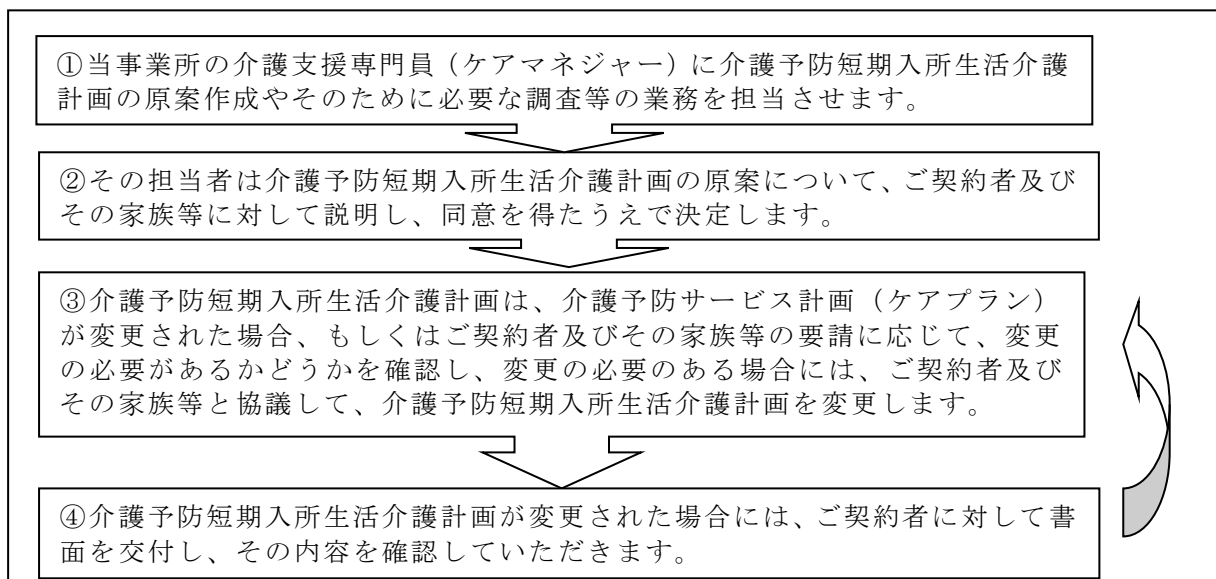 ①当事業所の介護支援専門員（ケアマネジャー）に介護予防短期入所生活介護
計画の原案作成やそのために必要な調査等の業務を担当させます。
②その担当者は介護予防短期入所生活介護計画の原案について、ご契約者及び
その家族等に対して説明し、同意を得たうえで決定します。
③介護予防短期入所生活介護計画は、介護予防サービス計画（ケアプラン）
が変更された場合、もしくはご契約者及びその家族等の要請に応じて、変更
の必要があるかどうかを確認し、変更の必要のある場合には、ご契約者及び
その家族等と協議して、介護予防短期入所生活介護計画を変更します。
④介護予防短期入所生活介護計画が変更された場合には、ご契約者に対して書
面を交付し、その内容を確認していただきます。